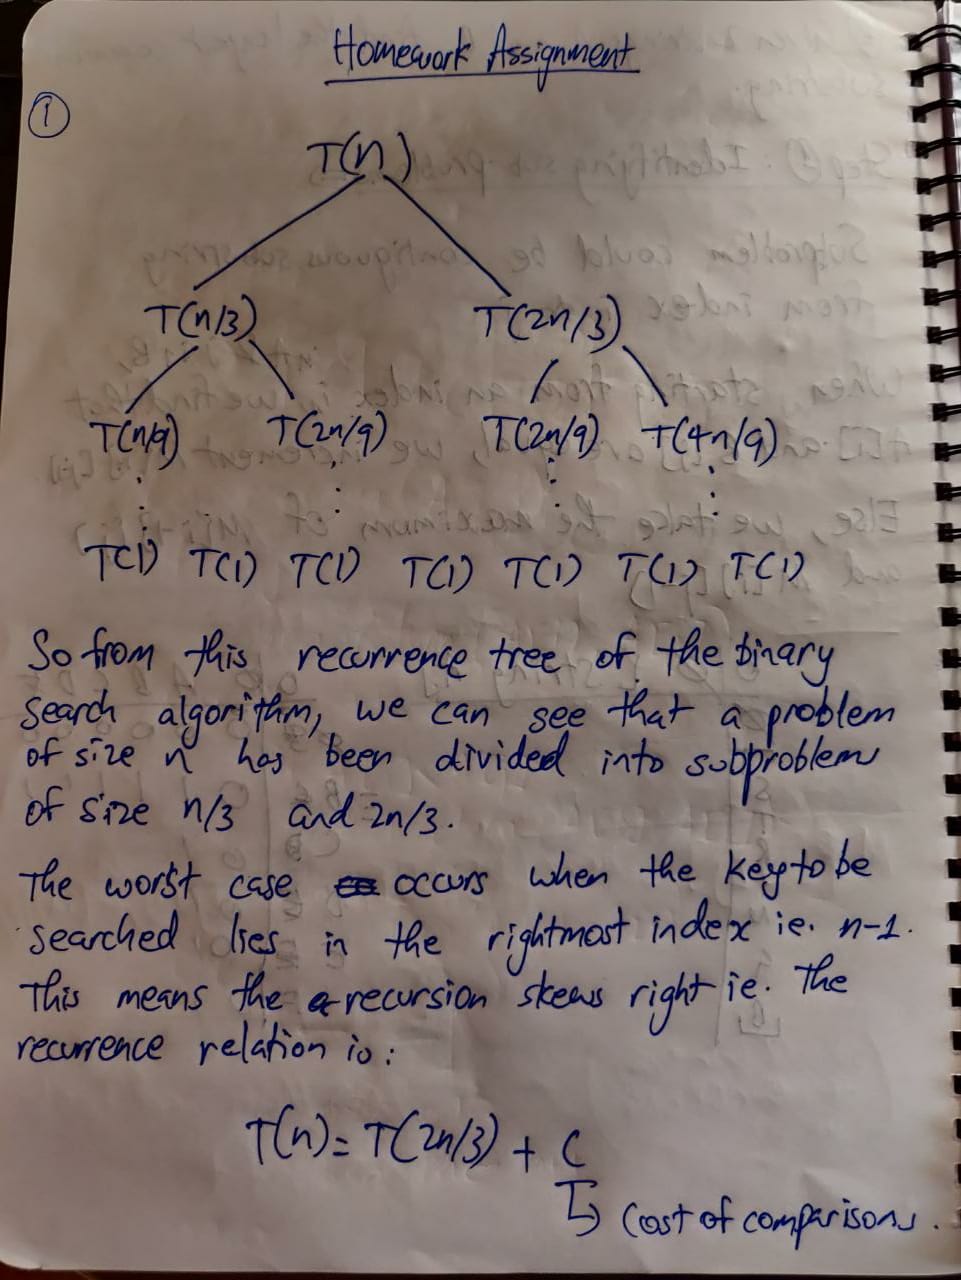 Homework Assignment
1
T(n)
T(n/3) T(2n/3)
T(n/9) T(2n/9) T(2n/9) T(4n/9)
T(1) T(1) T(1) T(1) T(1) T(1) T(1)
So from this recurrence tree of the binary
search algorithm, we can see that a problem
of size n has been divided into subproblems
of size n/3 and 2n/3.
The worst case occurs when the key to be
searched lies in the rightmost index ie. n-1.
This means the recursion skews right ie. The
recurrence relation is:
T(n) = T(2n/3) + C
↳ Cost of comparisons.